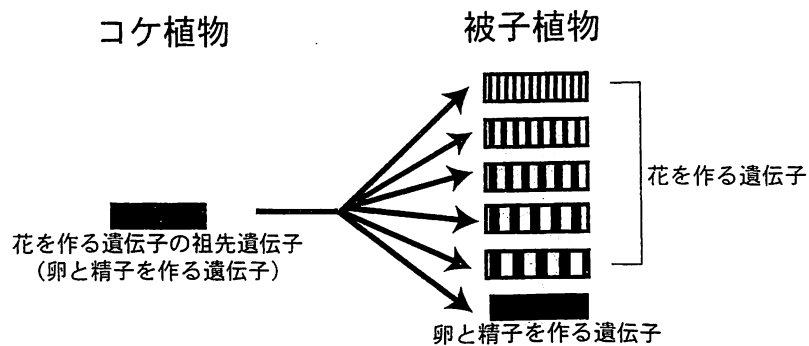 コケ植物
被子植物
花を作る遺伝子
花を作る遺伝子の祖先遺伝子
（卵と精子を作る遺伝子）
卵と精子を作る遺伝子